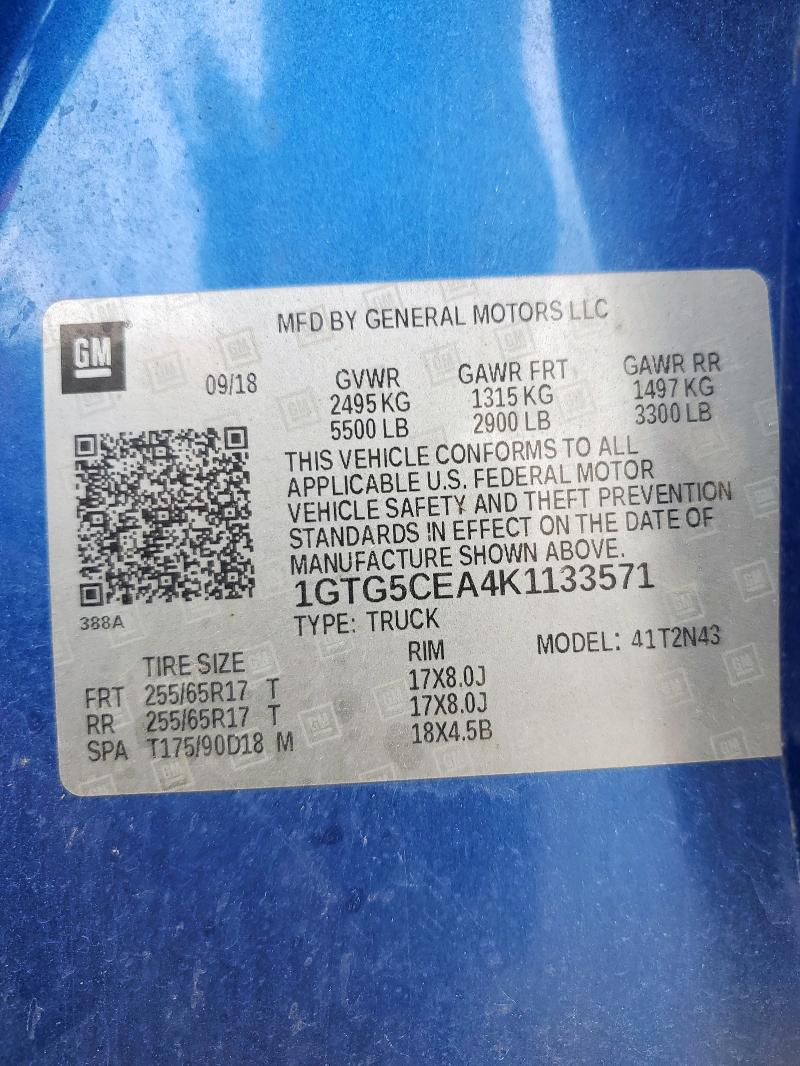 MFD BY GENERAL MOTORS LLC
GM
09/18
GVWR GAWR FRT GAWR RR
2495 KG 1315 KG 1497 KG
5500 LB 2900 LB 3300 LB
THIS VEHICLE CONFORMS TO ALL
APPLICABLE U.S. FEDERAL MOTOR
VEHICLE SAFETY AND THEFT PREVENTION
STANDARDS IN EFFECT ON THE DATE OF
MANUFACTURE SHOWN ABOVE.
1GTG5CEA4K1133571
388A
TYPE: TRUCK
MODEL: 41T2N43
TIRE SIZE RIM
FRT 255/65R17 T 17X8.0J
RR 255/65R17 T 17X8.0J
SPA T175/90D18 M 18X4.5B